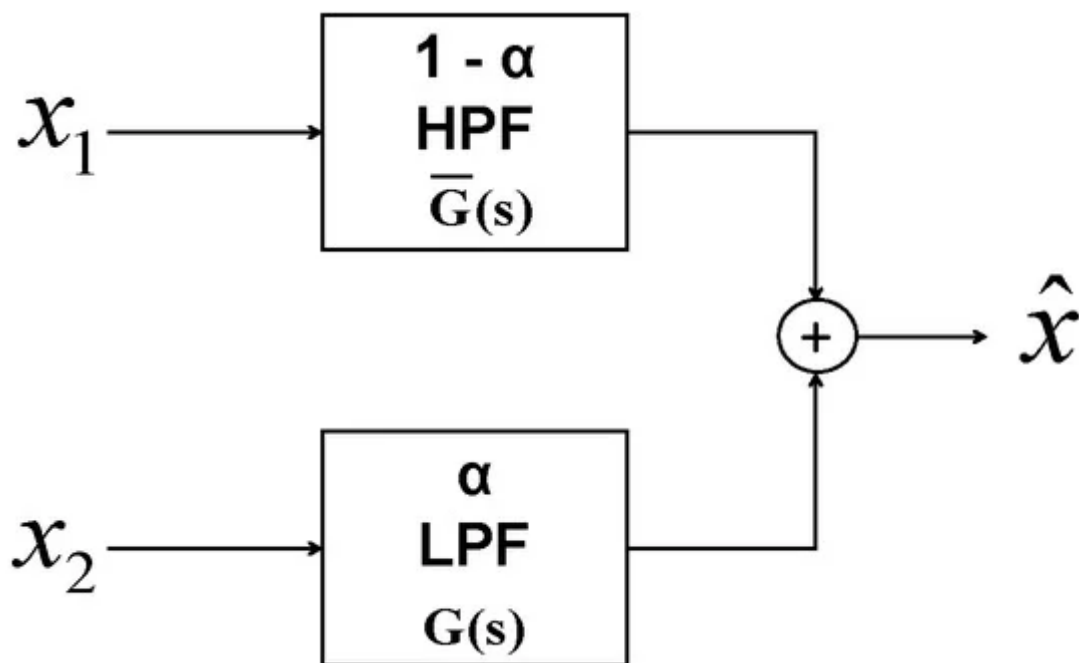 x₁
1 - α
HPF
G̅(s)
+
x̂
x₂
α
LPF
G(s)